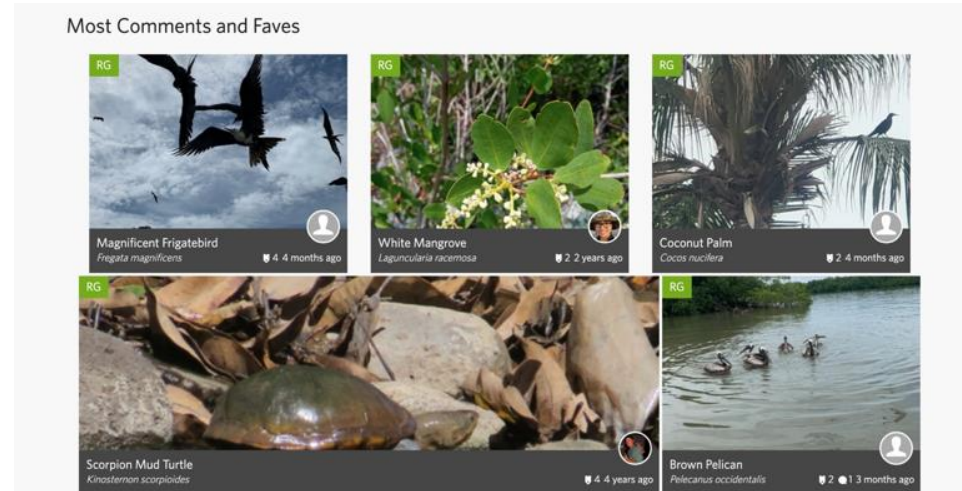 Most Comments and Faves
RG
RG
RG
Magnificent Frigatebird
Fregata magnificens
4 4 months ago
White Mangrove
Laguncularia racemosa
2 2 years ago
Coconut Palm
Cocos nucifera
2 4 months ago
RG
RG
Scorpion Mud Turtle
Kinosternon scorpioides
4 4 years ago
Brown Pelican
Pelecanus occidentalis
2 1 3 months ago